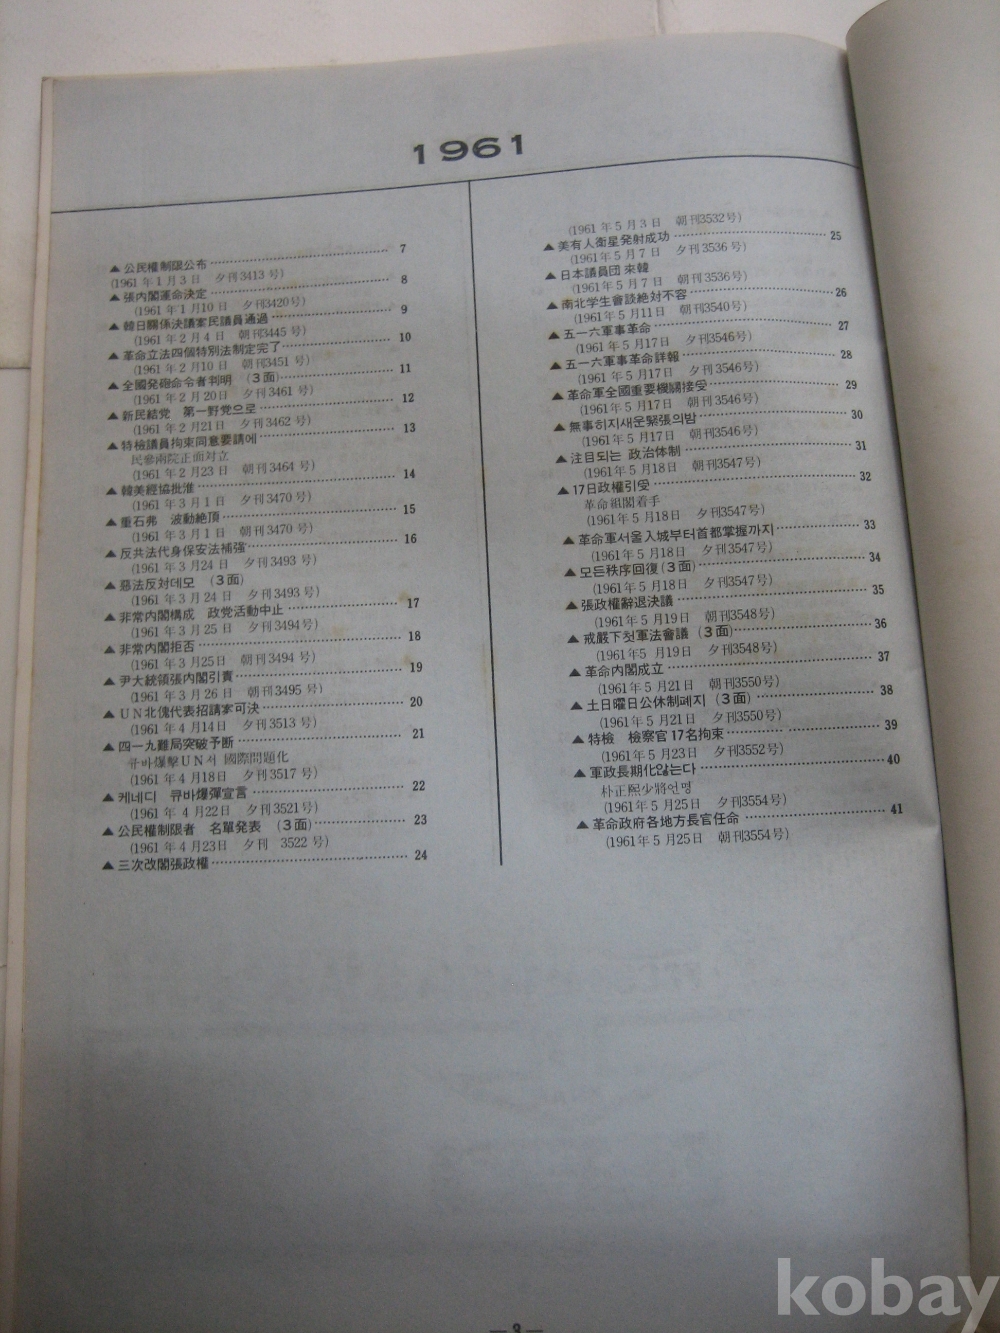 1961
▲公民權制限公布 7
(1961年1月3日 夕刊3413号)
▲張內閣運命決定 8
(1961年1月10日 夕刊3420号)
▲韓日關係決議案民議員通過 9
(1961年2月4日 朝刊3445号)
▲革命立法四個特別法制定完了 10
(1961年2月10日 朝刊3451号)
▲全國発砲命令者判明 (3面) 11
(1961年2月20日 夕刊3461号)
▲新民結党 第一野党으로 12
(1961年2月21日 夕刊3462号)
▲特檢議員拘束同意要請에 13
民參兩院正面対立
(1961年2月23日 朝刊3464号)
▲韓美經協批准 14
(1961年3月1日 夕刊3470号)
▲重石弗 波動絶頂 15
(1961年3月1日 朝刊3470号)
▲反共法代身保安法補強 16
(1961年3月24日 夕刊3493号)
▲惡法反対데모 (3面)
(1961年3月24日 夕刊3493号)
▲非常内閣構成 政党活動中止 17
(1961年3月25日 夕刊3494号)
▲非常内閣拒否 18
(1961年3月25日 朝刊3494号)
▲尹大統領張内閣引責 19
(1961年3月26日 朝刊3495号)
▲UN北傀代表招請案可決 20
(1961年4月14日 夕刊3513号)
▲四一九難局突破予断 21
큐바爆擊UN서 國際問題化
(1961年4月18日 夕刊3517号)
▲케네디 큐바爆彈宣言 22
(1961年4月22日 夕刊3521号)
▲公民權制限者 名單発表 (3面) 23
(1961年4月23日 夕刊 3522号)
▲三次改閣張政權 24
(1961年5月3日 朝刊3532号)
▲美有人衛星発射成功 25
(1961年5月7日 夕刊3536号)
▲日本議員団 來韓
(1961年5月7日 朝刊3536号)
▲南北学生會談絶対不容 26
(1961年5月11日 朝刊3540号)
▲五一六軍事革命 27
(1961年5月17日 夕刊3546号)
▲五一六軍事革命詳報 28
(1961年5月17日 夕刊3546号)
▲革命軍全國重要機關接受 29
(1961年5月17日 朝刊3546号)
▲無事히지새운緊張의밤 30
(1961年5月17日 朝刊3546号)
▲注目되는 政治体制 31
(1961年5月18日 朝刊3547号)
▲17日政權引受 32
革命組閣着手
(1961年5月18日 夕刊3547号)
▲革命軍서울入城부터首都掌握까지 33
(1961年5月18日 夕刊3547号)
▲모든秩序回復(3面) 34
(1961年5月18日 夕刊3547号)
▲張政權辭退決議 35
(1961年5月19日 朝刊3548号)
▲戒嚴下첫軍法會議 (3面) 36
(1961年5月19日 夕刊3548号)
▲革命内閣成立 37
(1961年5月21日 朝刊3550号)
▲土日曜日公休制폐지 (3面) 38
(1961年5月21日 夕刊3550号)
▲特檢 檢察官17名拘束 39
(1961年5月23日 夕刊3552号)
▲軍政長期化않는다 40
朴正熙少將언명
(1961年5月25日 夕刊3554号)
▲革命政府各地方長官任命 41
(1961年5月25日 朝刊3554号)
—3—
kobay